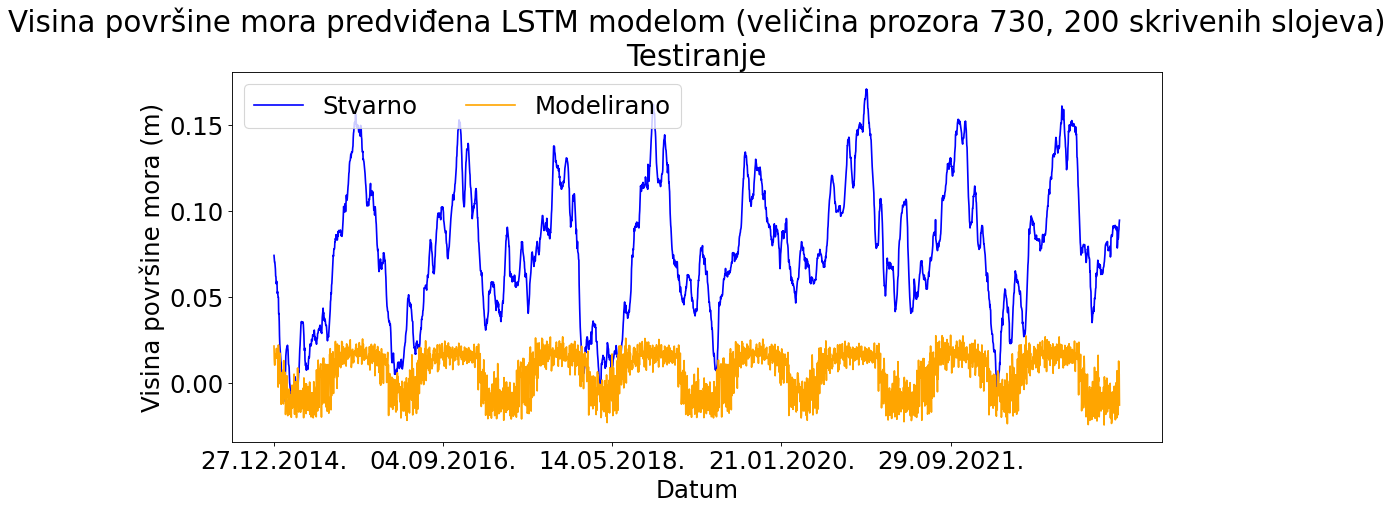 Visina površine mora predviđena LSTM modelom (veličina prozora 730, 200 skrivenih slojeva)
Testiranje
Stvarno
Modelirano
Visina površine mora (m)
0.15
0.10
0.05
0.00
27.12.2014.
04.09.2016.
14.05.2018.
21.01.2020.
29.09.2021.
Datum